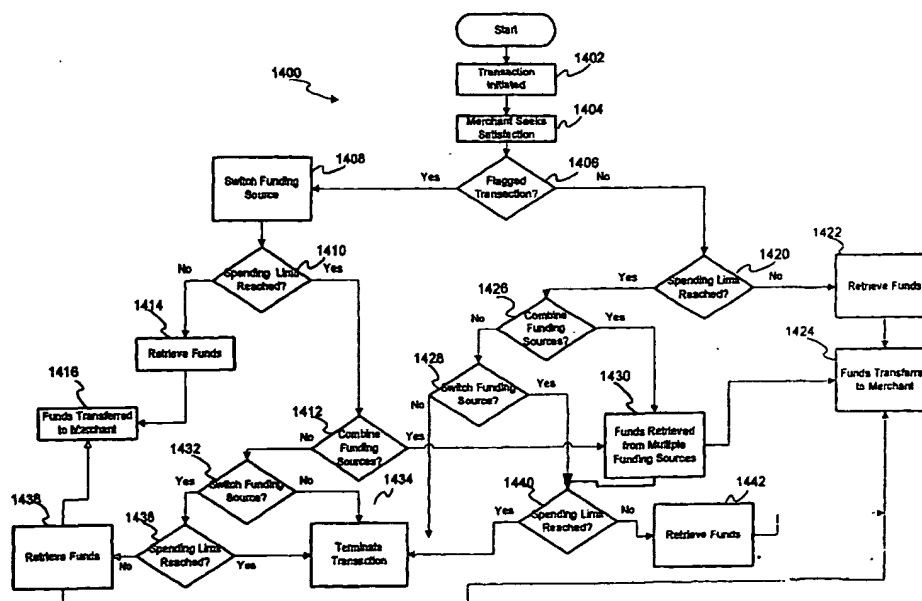 Start
1402
Transaction
Initiated
1400
1404
Merchant Seeks
Satisfaction
1408
1406
Switch Funding
Source
Yes
Flagged
Transaction?
No
1422
1410
1420
No
Spending Limit
Reached?
Yes
1426
Yes
Spending Limit
Reached?
No
Retrieve Funds
1414
No
Combine
Funding
Sources?
Yes
1424
Retrieve Funds
1428
1416
Switch Funding
Source?
Yes
1430
Funds Transferred
to Merchant
Funds Transferred
to Merchant
1412
No
Funds Retrieved
from Multiple
Funding Sources
1432
No
Combine
Funding
Sources?
Yes
Switch Funding
Source?
1434
1438
Yes
No
1440
1442
1436
Yes
Spending Limit
Reached?
No
Retrieve Funds
Spending Limit
Reached?
Terminate
Transaction
Retrieve Funds
No
Yes